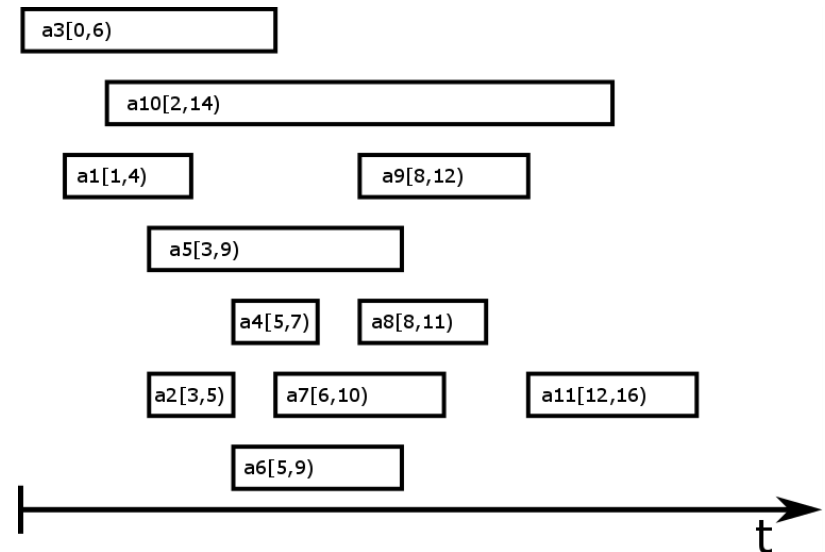 a3[0,6)
a10[2,14)
a1[1,4)
a9[8,12)
a5[3,9)
a4[5,7)
a8[8,11)
a2[3,5)
a7[6,10)
a11[12,16)
a6[5,9)
t